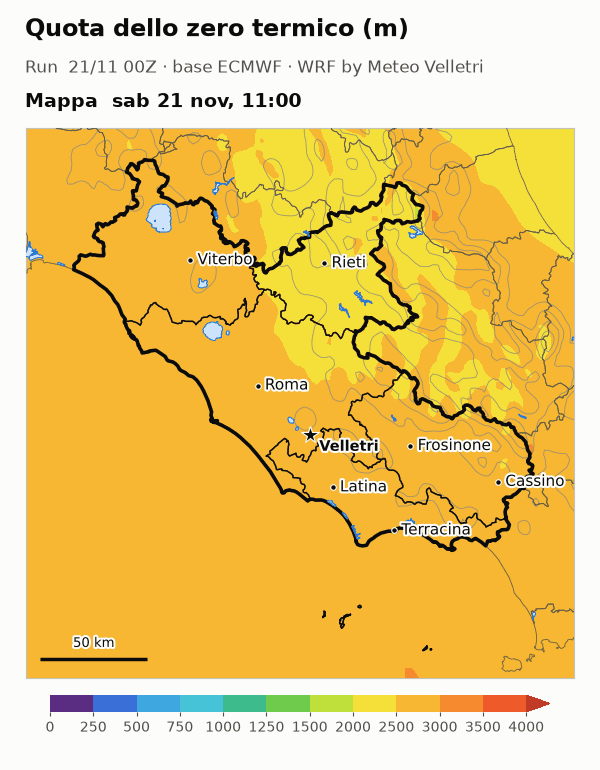 Quota dello zero termico (m)
Run  21/11 00Z · base ECMWF · WRF by Meteo Velletri
Mappa  sab 21 nov, 11:00
Viterbo
Rieti
Roma
Velletri
Frosinone
Cassino
Latina
Terracina
50 km
0 250 500 750 1000 1250 1500 2000 2500 3000 3500 4000